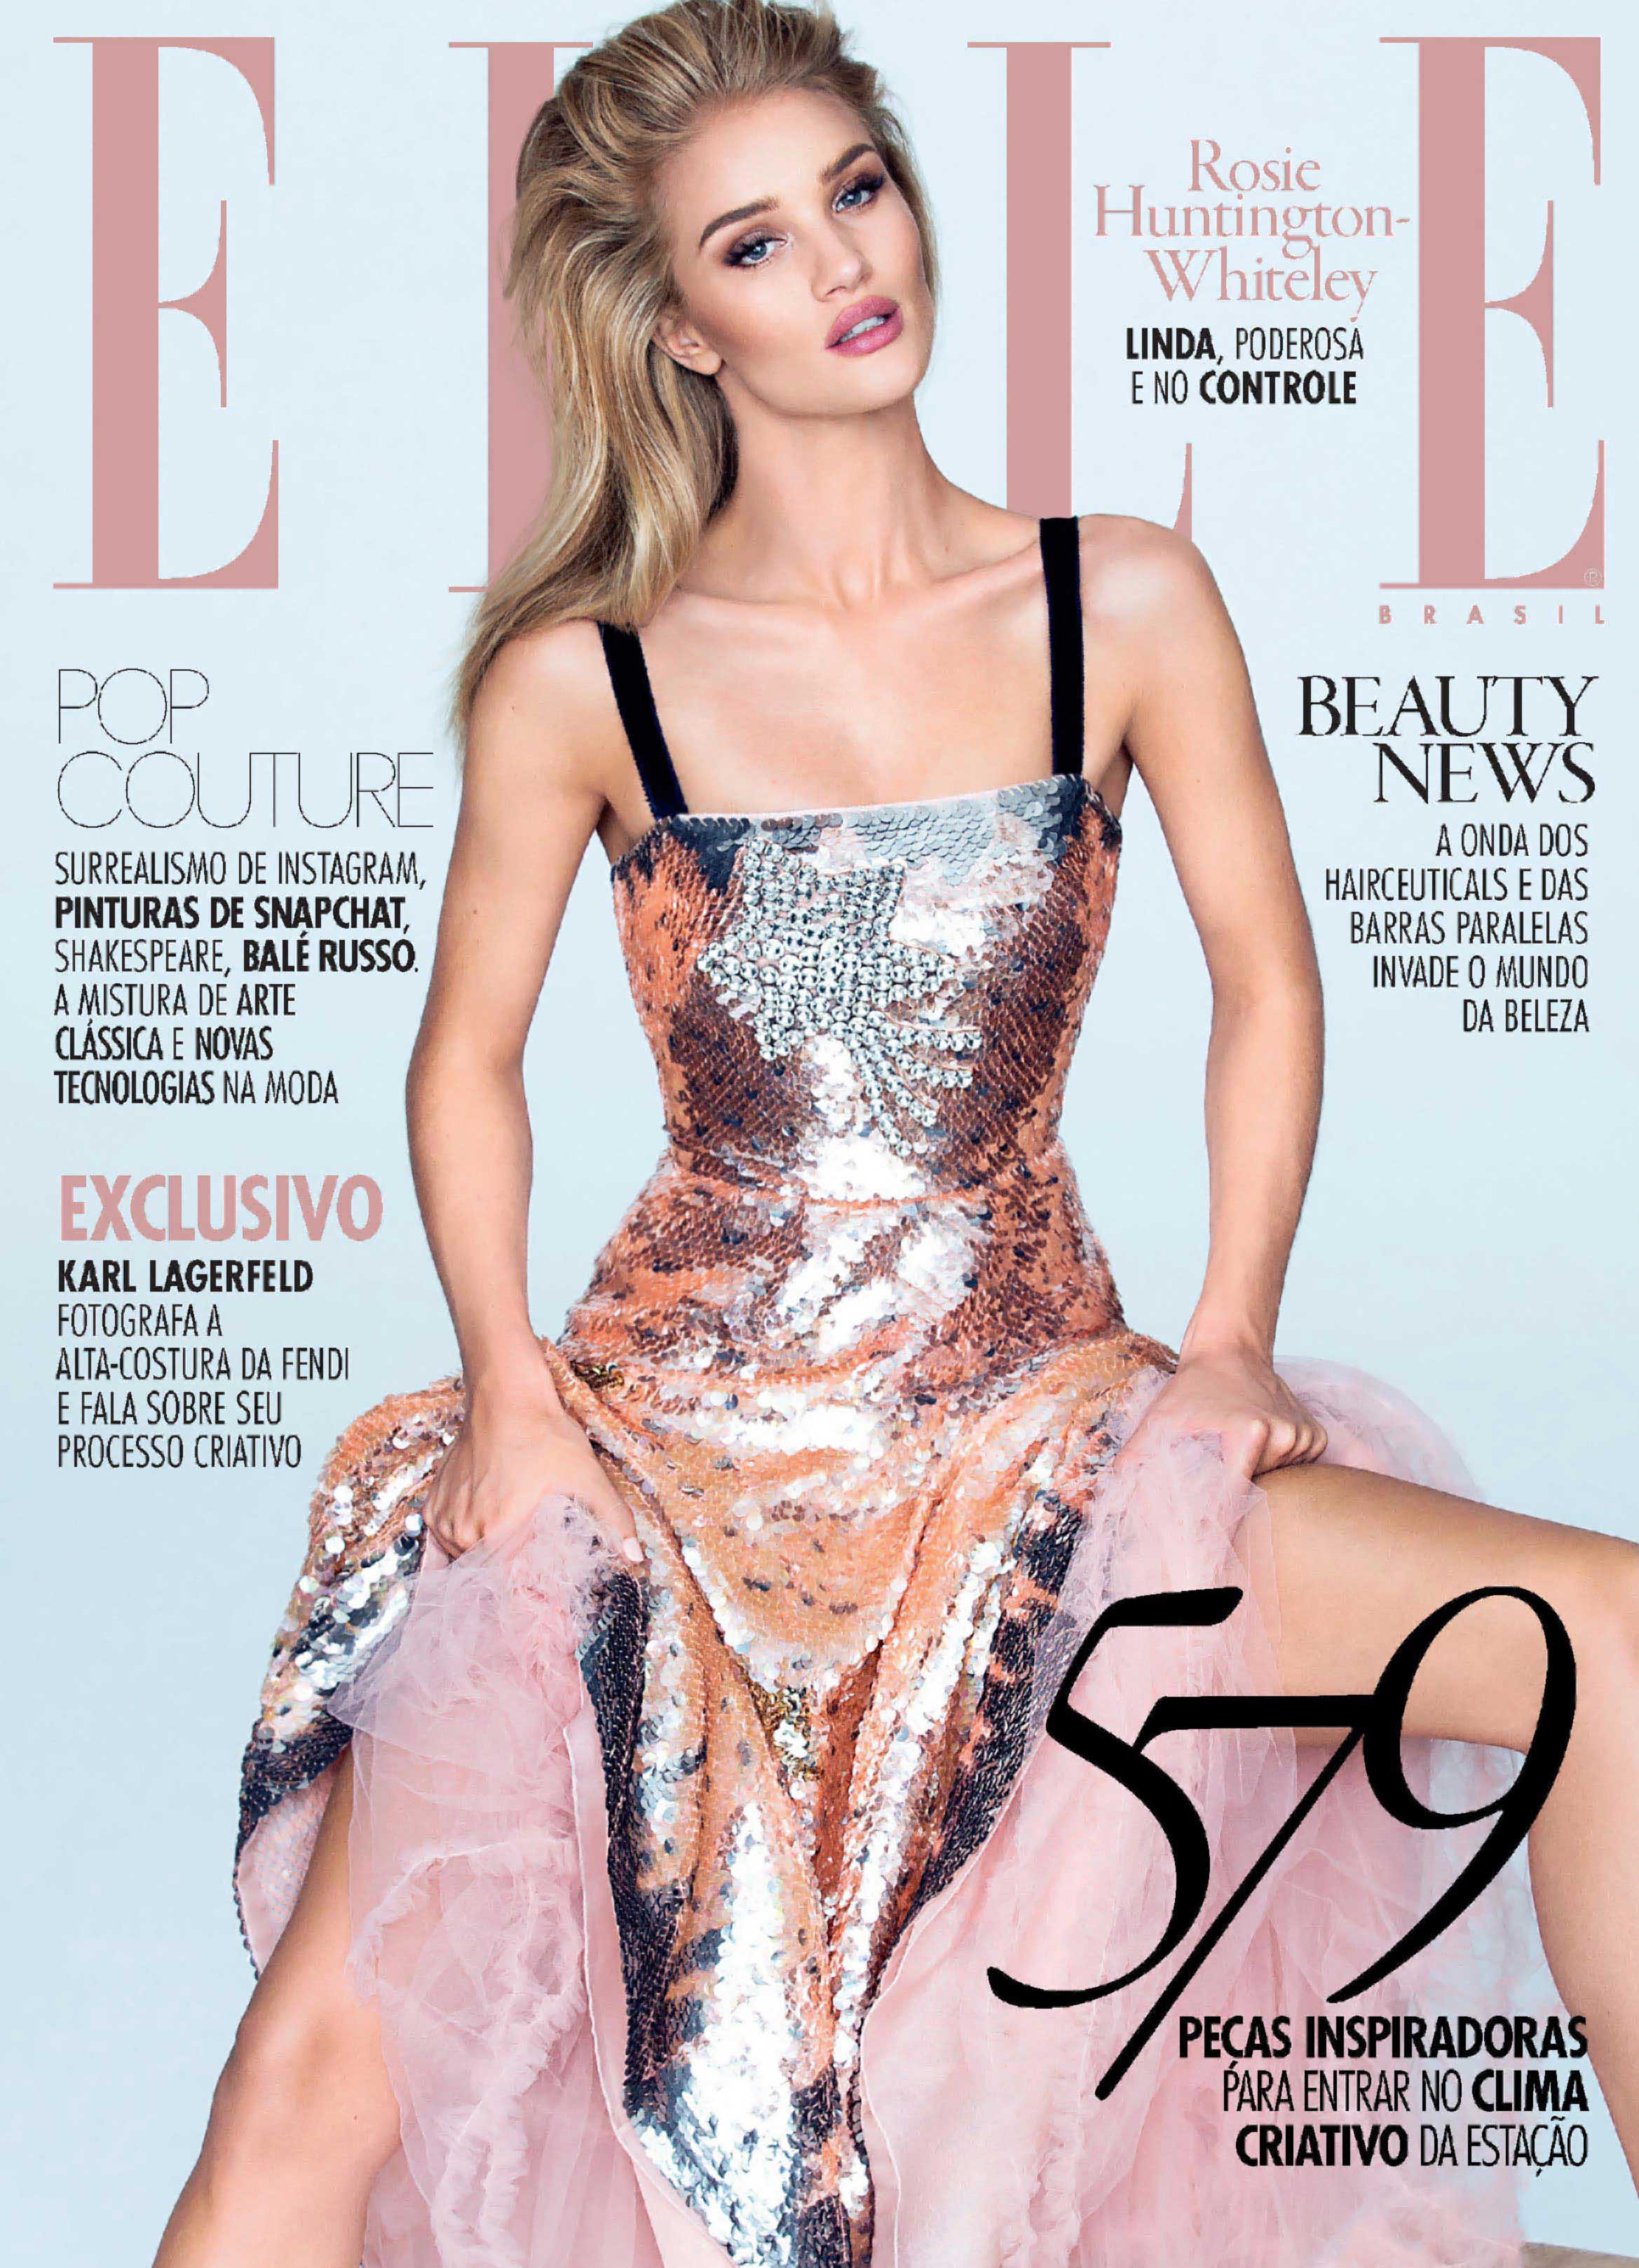 ELLE
BRASIL
Rosie
Huntington-
Whiteley
LINDA, PODEROSA
E NO CONTROLE
POP
COUTURE
SURREALISMO DE INSTAGRAM,
PINTURAS DE SNAPCHAT,
SHAKESPEARE, BALÉ RUSSO.
A MISTURA DE ARTE
CLÁSSICA E NOVAS
TECNOLOGIAS NA MODA
EXCLUSIVO
KARL LAGERFELD
FOTOGRAFA A
ALTA-COSTURA DA FENDI
E FALA SOBRE SEU
PROCESSO CRIATIVO
BEAUTY
NEWS
A ONDA DOS
HAIRCEUTICALS E DAS
BARRAS PARALELAS
INVADE O MUNDO
DA BELEZA
579
PEÇAS INSPIRADORAS
PARA ENTRAR NO CLIMA
CRIATIVO DA ESTAÇÃO